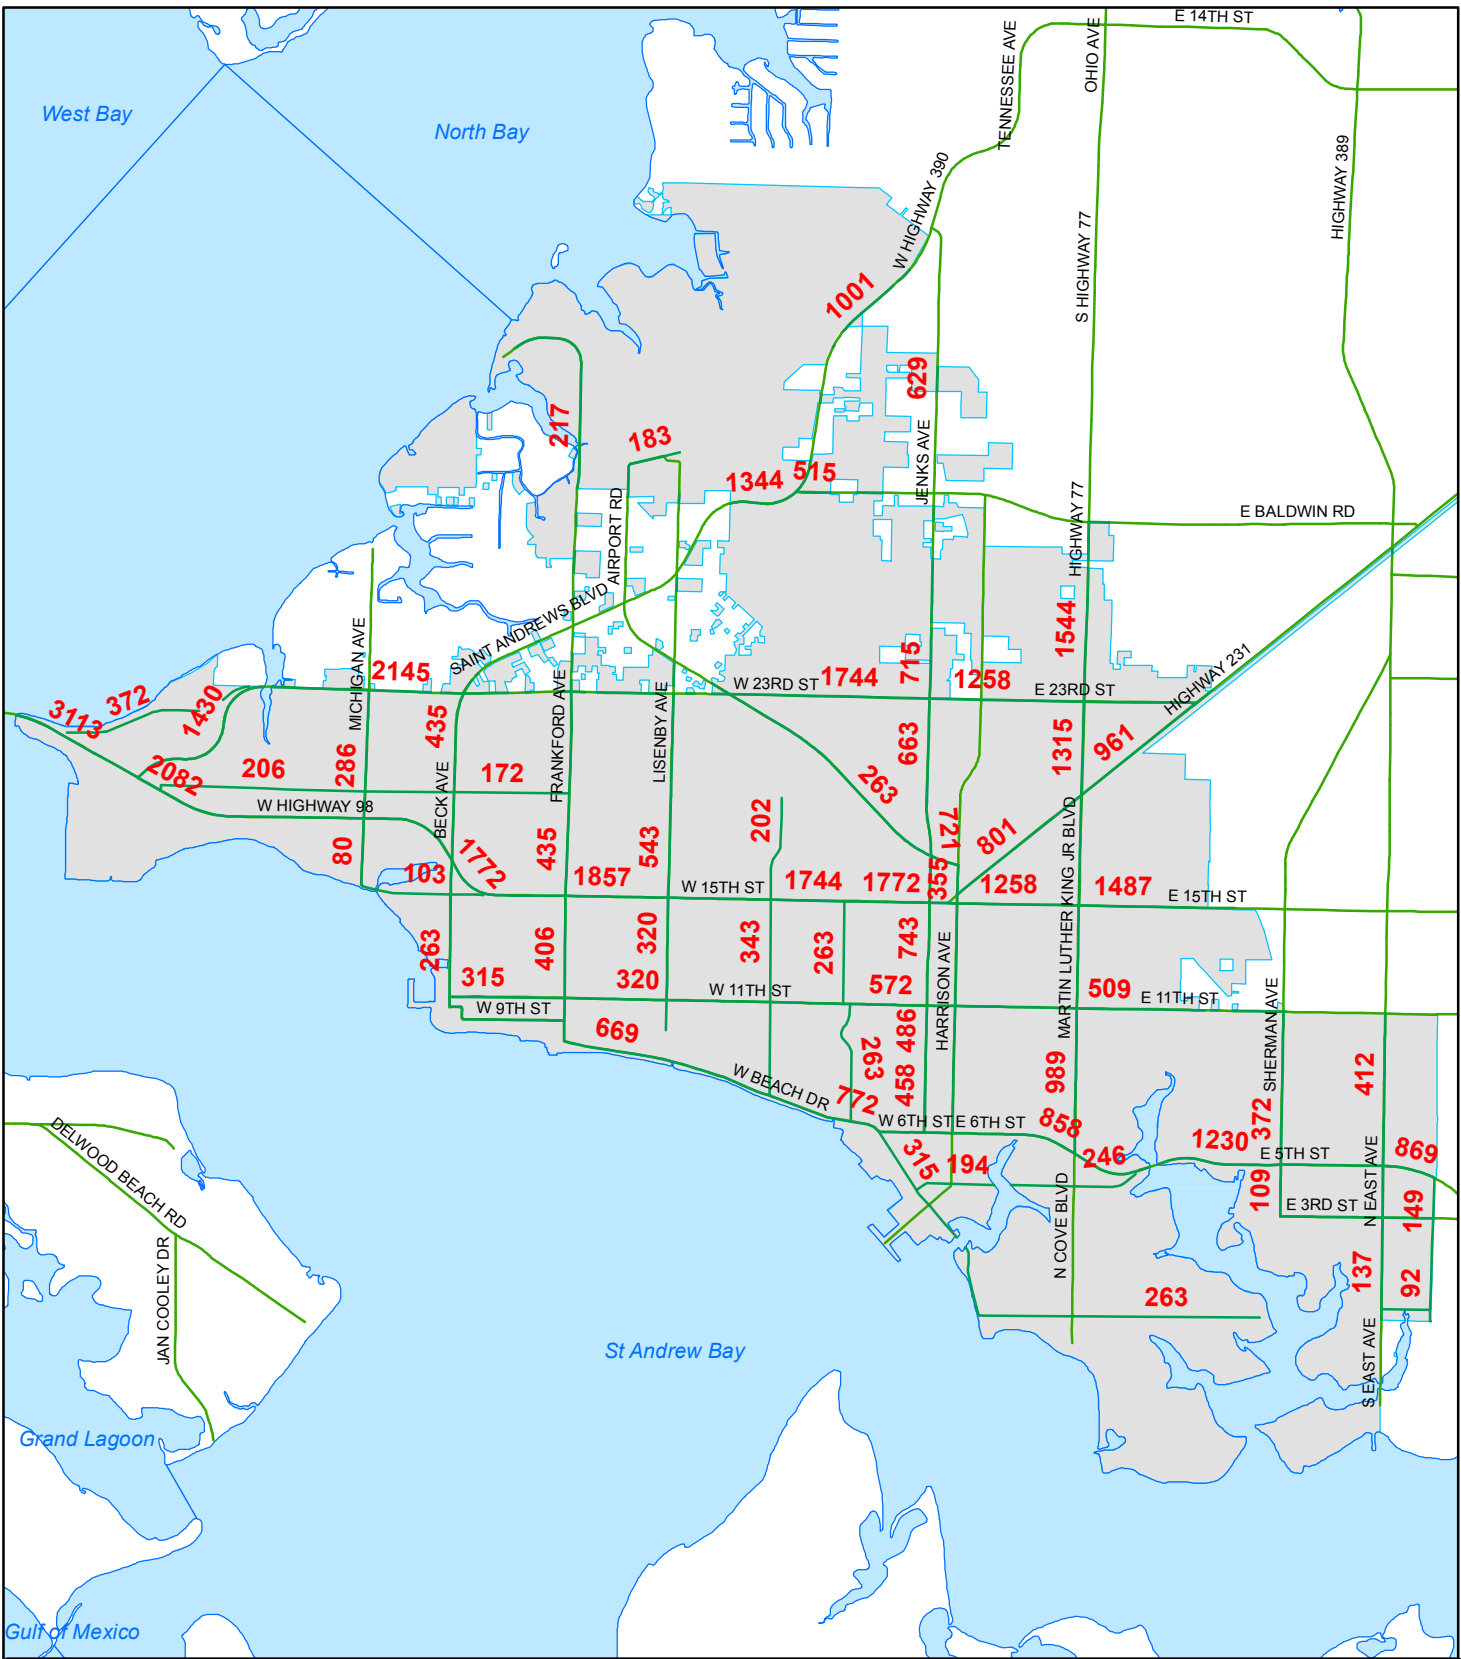 E 14TH ST
TENNESSEE AVE
OHIO AVE
West Bay
North Bay
HIGHWAY 389
W HIGHWAY 390
S HIGHWAY 77
1001
629
217
183
JENKS AVE
1344
515
AIRPORT RD
HIGHWAY 77
E BALDWIN RD
SAINT ANDREWS BLVD
MICHIGAN AVE
1544
715
2145
W 23RD ST
1744
1258
E 23RD ST
HIGHWAY 231
372
3113
1430
435
FRANKFORD AVE
LISENBY AVE
663
1315
961
286
2082
206
172
263
W HIGHWAY 98
BECK AVE
202
721
801
MARTIN LUTHER KING JR BLVD
80
435
543
1772
103
1857
W 15TH ST
1744
1772
355
1258
1487
E 15TH ST
263
406
320
343
263
743
HARRISON AVE
315
320
W 11TH ST
572
509
E 11TH ST
W 9TH ST
669
486
SHERMAN AVE
263
458
989
412
W BEACH DR
772
W 6TH ST
E 6TH ST
858
372
1230
DELWOOD BEACH RD
315
194
246
E 5TH ST
869
N EAST AVE
109
E 3RD ST
149
JAN COOLEY DR
N COVE BLVD
137
92
263
St Andrew Bay
S EAST AVE
Grand Lagoon
Gulf of Mexico